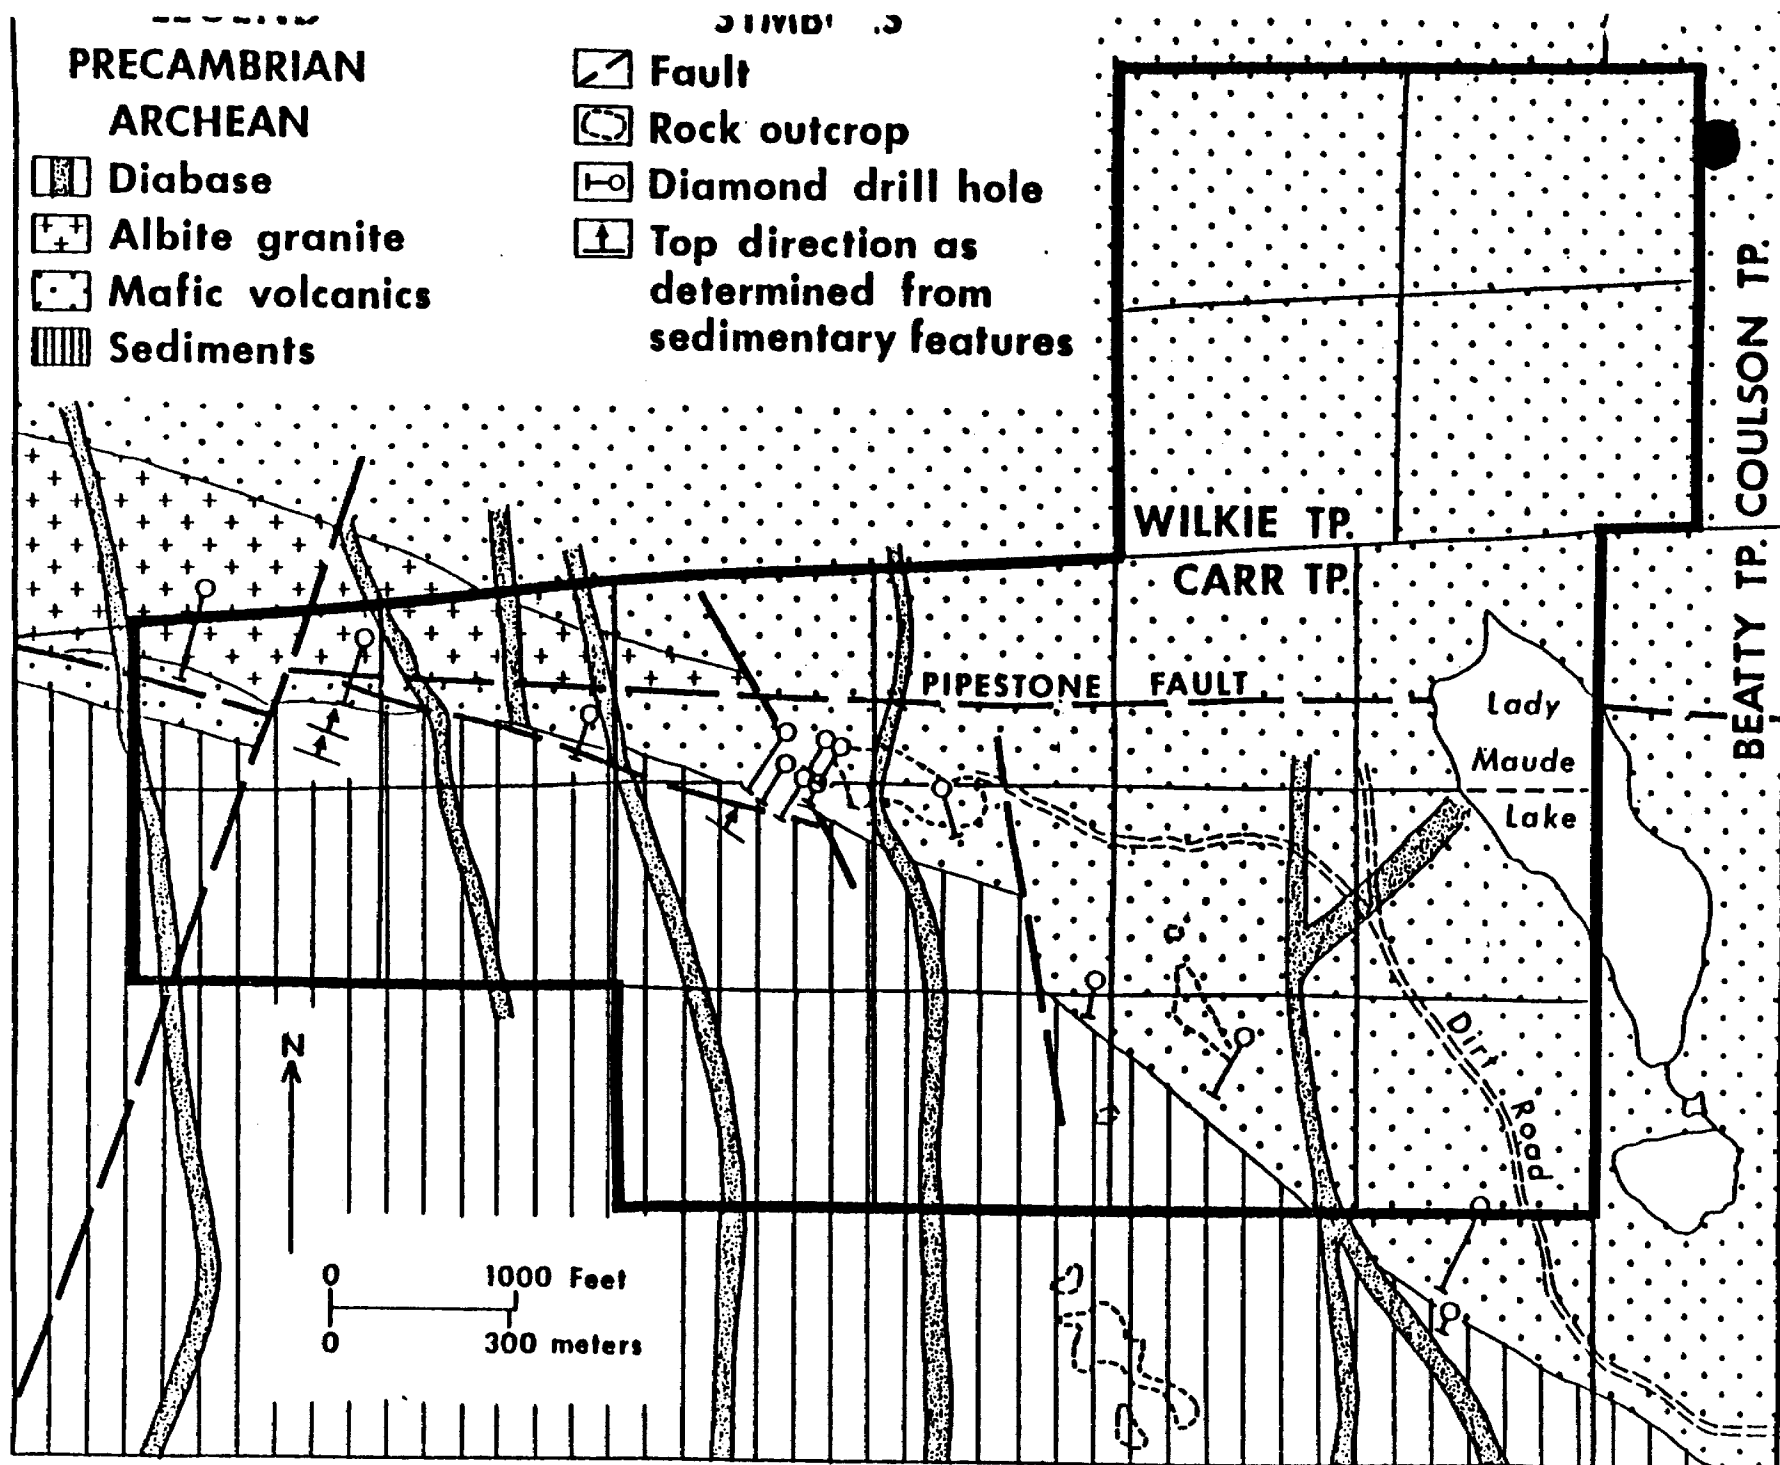 LEGEND
PRECAMBRIAN
ARCHEAN
Diabase
Albite granite
Mafic volcanics
Sediments
Fault
Rock outcrop
Diamond drill hole
Top direction as
determined from
sedimentary features
COULSON TP.
WILKIE TP.
CARR TP.
BEATTY TP.
PIPESTONE FAULT
Lady
Maude
Lake
Dirt
Road
N
0 1000 Feet
0 300 meters